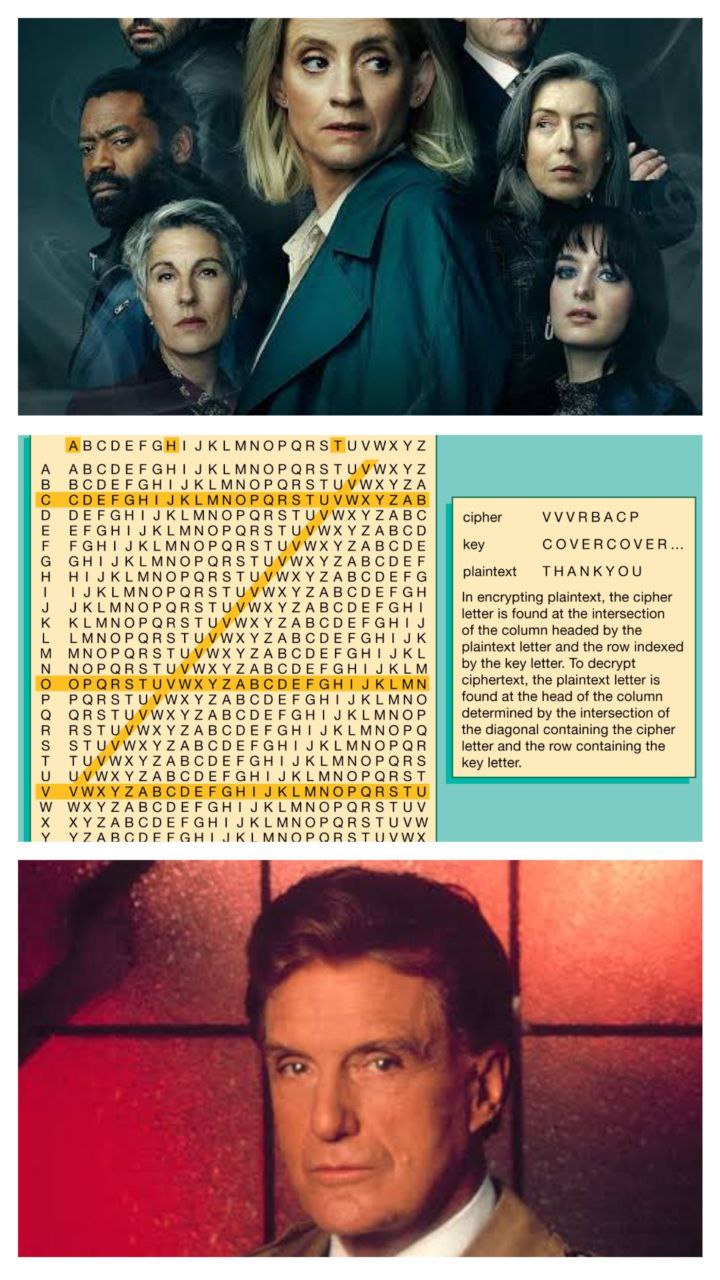 ABCDEFGHIJKLMNOPQRSTUVWXYZ
A ABCDEFGHIJKLMNOPQRSTUVWXYZ
B BCDEFGHIJKLMNOPQRSTUVWXYZA
C CDEFGHIJKLMNOPQRSTUVWXYZAB
D DEFGHIJKLMNOPQRSTUVWXYZABC
E EFGHIJKLMNOPQRSTUVWXYZABCD
F FGHIJKLMNOPQRSTUVWXYZABCDE
G GHIJKLMNOPQRSTUVWXYZABCDEF
H HIJKLMNOPQRSTUVWXYZABCDEFG
I IJKLMNOPQRSTUVWXYZABCDEFGH
J JKLMNOPQRSTUVWXYZABCDEFGHI
K KLMNOPQRSTUVWXYZABCDEFGHIJ
L LMNOPQRSTUVWXYZABCDEFGHIJK
M MNOPQRSTUVWXYZABCDEFGHIJKL
N NOPQRSTUVWXYZABCDEFGHIJKLM
O OPQRSTUVWXYZABCDEFGHIJKLMN
P PQRSTUVWXYZABCDEFGHIJKLMNO
Q QRSTUVWXYZABCDEFGHIJKLMNOP
R RSTUVWXYZABCDEFGHIJKLMNOPQ
S STUVWXYZABCDEFGHIJKLMNOPQR
T TUVWXYZABCDEFGHIJKLMNOPQRS
U UVWXYZABCDEFGHIJKLMNOPQRST
V VWXYZABCDEFGHIJKLMNOPQRSTU
W WXYZABCDEFGHIJKLMNOPQRSTUV
X XYZABCDEFGHIJKLMNOPQRSTUVW
Y YZABCDEFGHIJKLMNOPQRSTUVWX
cipher VVVRBACP
key COVERCOVER...
plaintext THANKYOU
In encrypting plaintext, the cipher
letter is found at the intersection
of the column headed by the
plaintext letter and the row indexed
by the key letter. To decrypt
ciphertext, the plaintext letter is
found at the head of the column
determined by the intersection of
the diagonal containing the cipher
letter and the row containing the
key letter.